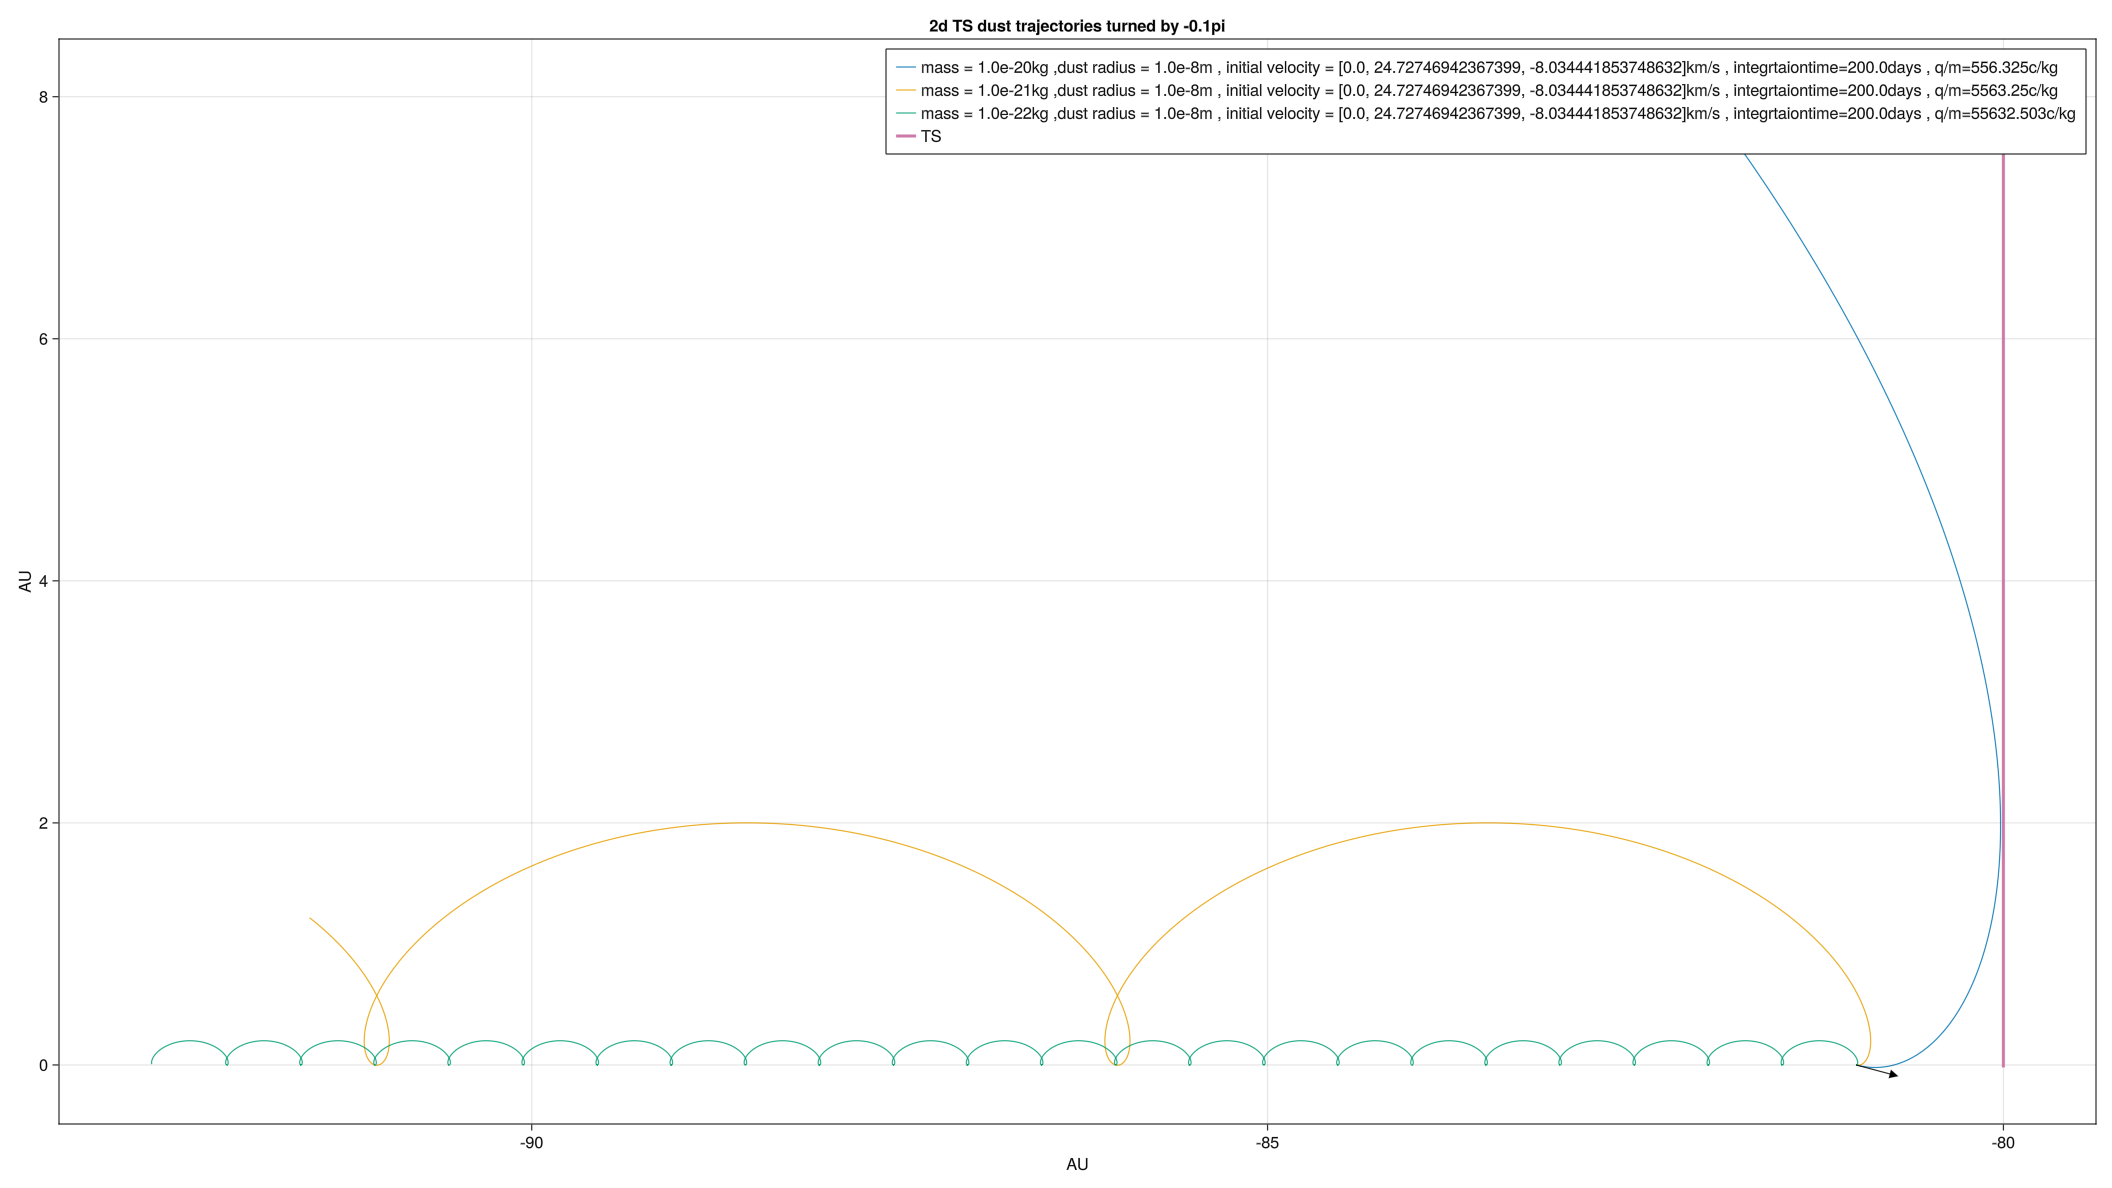 2d TS dust trajectories turned by -0.1pi
mass = 1.0e-20kg ,dust radius = 1.0e-8m , initial velocity = [0.0, 24.72746942367399, -8.034441853748632]km/s , integrtaiontime=200.0days , q/m=556.325c/kg
mass = 1.0e-21kg ,dust radius = 1.0e-8m , initial velocity = [0.0, 24.72746942367399, -8.034441853748632]km/s , integrtaiontime=200.0days , q/m=5563.25c/kg
mass = 1.0e-22kg ,dust radius = 1.0e-8m , initial velocity = [0.0, 24.72746942367399, -8.034441853748632]km/s , integrtaiontime=200.0days , q/m=55632.503c/kg
TS
8
6
4
2
0
AU
-90
-85
-80
AU